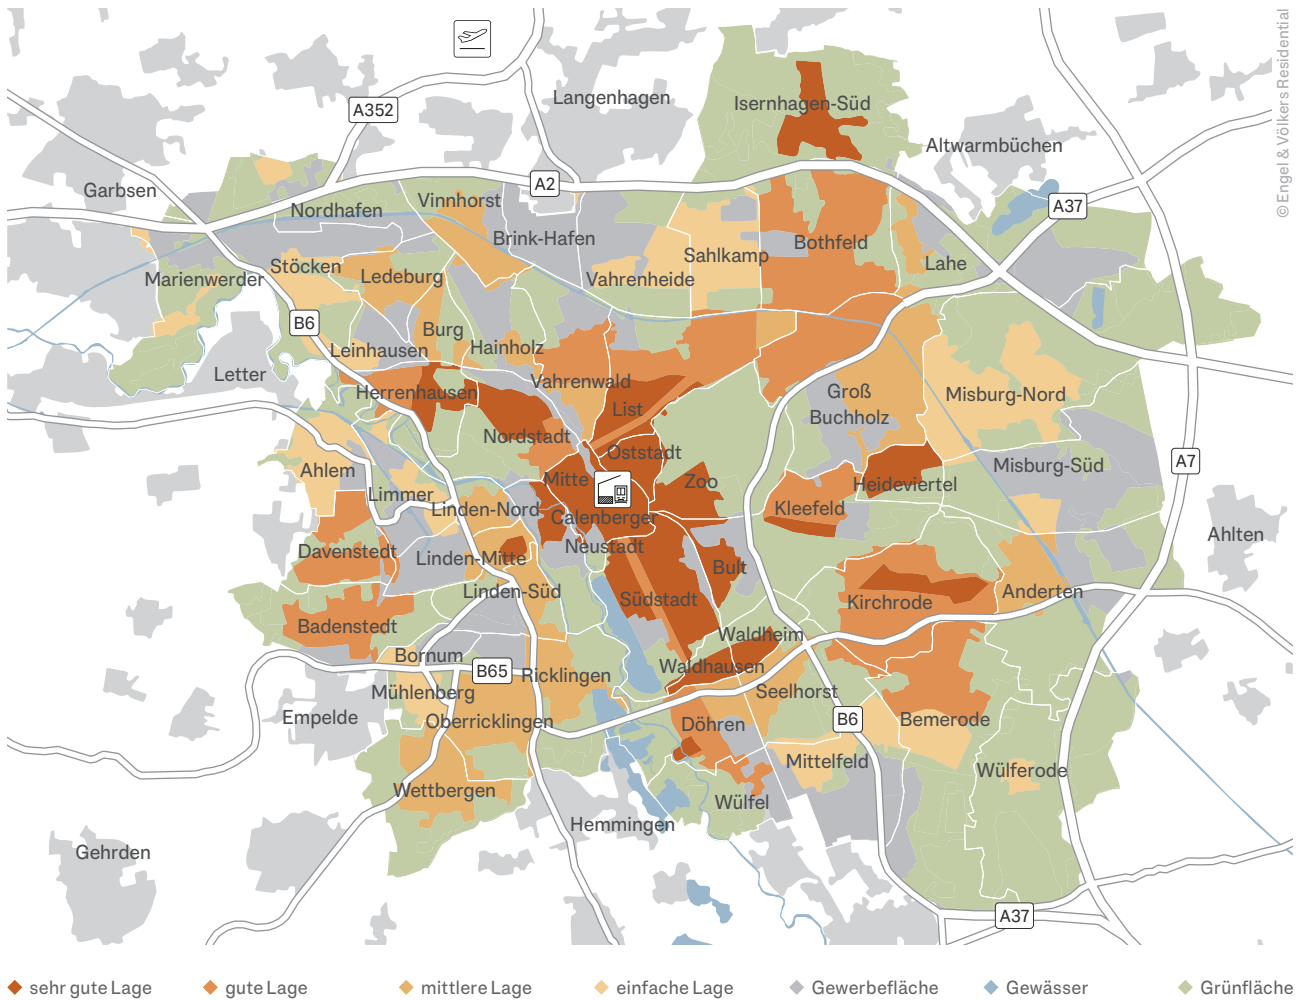 © Engel & Völkers Residential
Langenhagen
Isernhagen-Süd
A352
Altwarmbüchen
Garbsen
A2
Vinnhorst
Nordhafen
A37
Brink-Hafen
Bothfeld
Sahlkamp
Lahe
Stöcken
Marienwerder
Ledeburg
Vahrenheide
B6
Burg
Hainholz
Leinhausen
Letter
Vahrenwald
Herrenhausen
Groß
Buchholz
Misburg-Nord
List
Nordstadt
Oststadt
Misburg-Süd
A7
Ahlem
Mitte
Zoo
Heideviertel
Limmer
Linden-Nord
Kleefeld
Calenberger
Neustadt
Ahlten
Davenstedt
Linden-Mitte
Bult
Linden-Süd
Südstadt
Kirchrode
Anderten
Badenstedt
Waldheim
Bornum
Waldhausen
B65
Ricklingen
Mühlenberg
Seelhorst
Empelde
Oberricklingen
Döhren
B6
Bemerode
Mittelfeld
Wülferode
Wettbergen
Wülfel
Hemmingen
Gehrden
A37
sehr gute Lage
gute Lage
mittlere Lage
einfache Lage
Gewerbefläche
Gewässer
Grünfläche